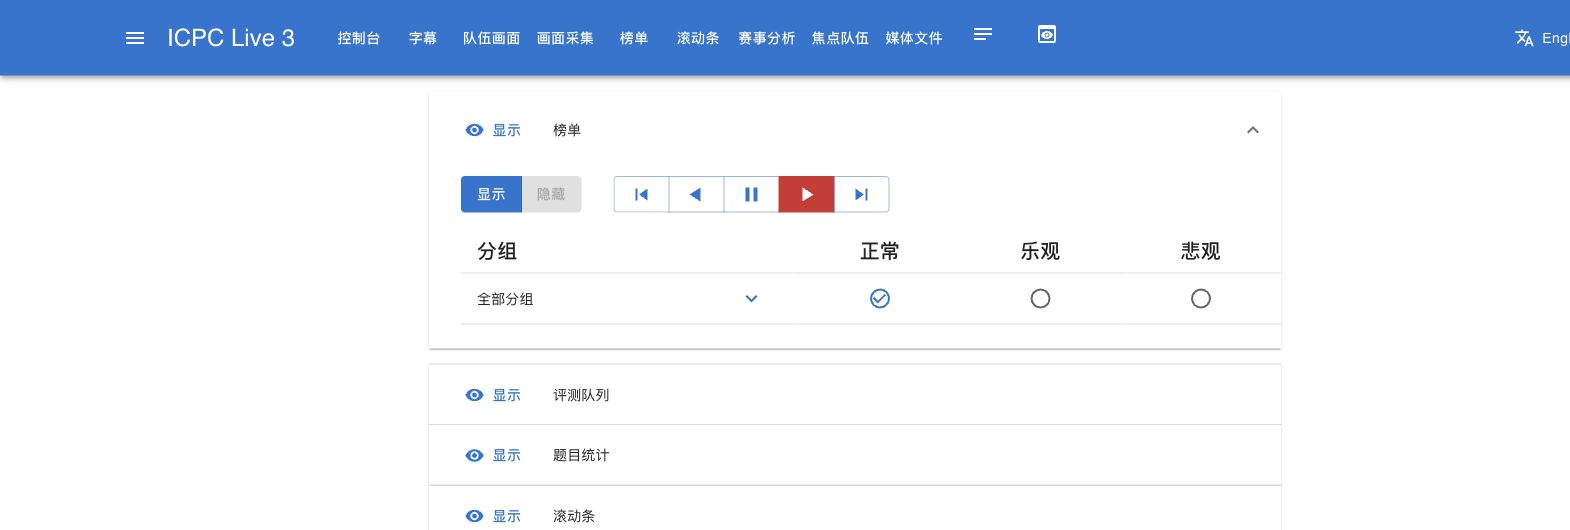 ICPC Live 3 控制台 字幕 队伍画面 画面采集 榜单 滚动条 赛事分析 焦点队伍 媒体文件 Engl
显示 榜单
显示 隐藏
分组 正常 乐观 悲观
全部分组
显示 评测队列
显示 题目统计
显示 滚动条